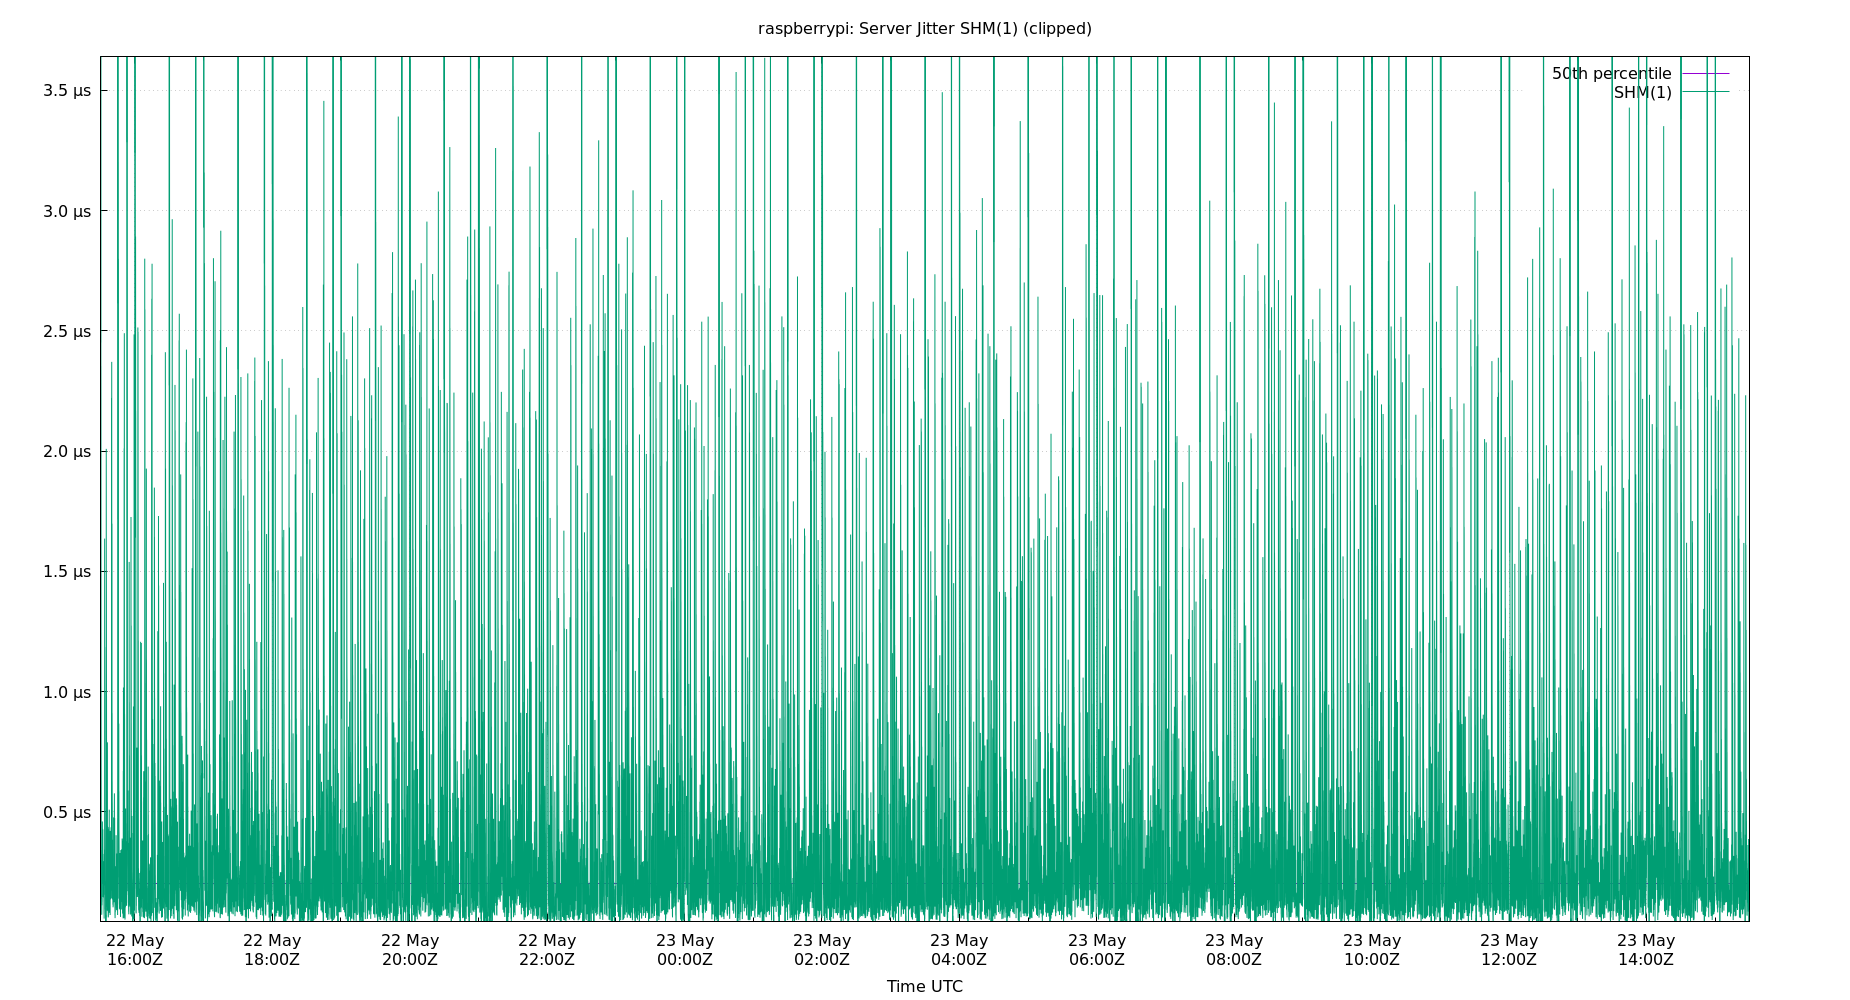 raspberrypi: Server Jitter SHM(1) (clipped)
50th percentile
SHM(1)
3.5 µs
3.0 µs
2.5 µs
2.0 µs
1.5 µs
1.0 µs
0.5 µs
22 May 22 May 22 May 22 May 23 May 23 May 23 May 23 May 23 May 23 May 23 May 23 May
16:00Z 18:00Z 20:00Z 22:00Z 00:00Z 02:00Z 04:00Z 06:00Z 08:00Z 10:00Z 12:00Z 14:00Z
Time UTC